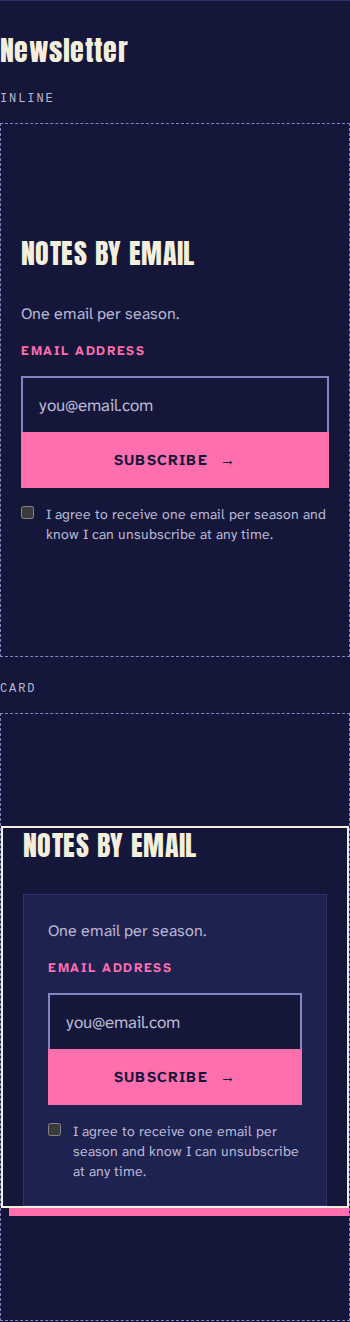 Newsletter
INLINE
NOTES BY EMAIL
One email per season.
EMAIL ADDRESS
you@email.com
SUBSCRIBE →
I agree to receive one email per season and
know I can unsubscribe at any time.
CARD
NOTES BY EMAIL
One email per season.
EMAIL ADDRESS
you@email.com
SUBSCRIBE →
I agree to receive one email per
season and know I can unsubscribe
at any time.